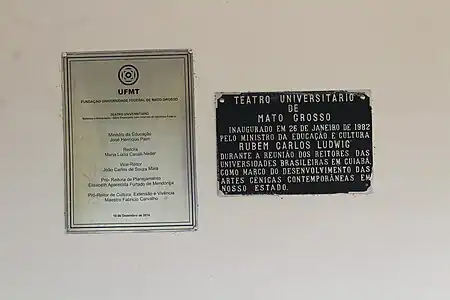 UFMT
FUNDAÇÃO UNIVERSIDADE FEDERAL DE MATO GROSSO
TEATRO UNIVERSITÁRIO
Ministro da Educação
José Henrique Paim
Reitora
Maria Lúcia Cavalli Neder
Vice-Reitor
João Carlos de Souza Maia
Pró- Reitora de Planejamento
Elisabeth Aparecida Furtado de Mendonça
Pró-Reitor de Cultura, Extensão e Vivência
Maestro Fabrício Carvalho
de Dezembro de 2014
TEATRO UNIVERSITÁRIO
DE
MATO GROSSO
INAUGURADO EM 26 DE JANEIRO DE 1982
PELO MINISTRO DA EDUCAÇÃO E CULTURA
RUBEM CARLOS LUDWIG
DURANTE A REUNIÃO DOS REITORES DAS
UNIVERSIDADES BRASILEIRAS EM CUIABÁ,
COMO MARCO DO DESENVOLVIMENTO DAS
ARTES CÊNICAS CONTEMPORÂNEAS EM
NOSSO ESTADO.